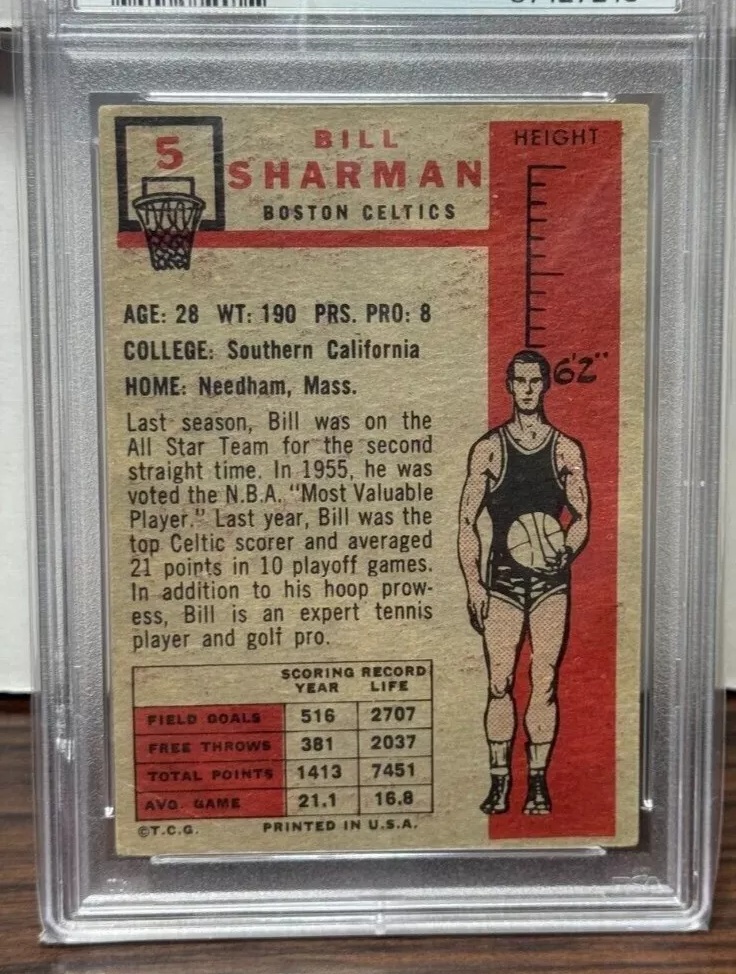 5
BILL
SHARMAN
BOSTON CELTICS
HEIGHT
6'2"
AGE: 28 WT: 190 PRS. PRO: 8
COLLEGE: Southern California
HOME: Needham, Mass.
Last season, Bill was on the
All Star Team for the second
straight time. In 1955, he was
voted the N.B.A. "Most Valuable
Player." Last year, Bill was the
top Celtic scorer and averaged
21 points in 10 playoff games.
In addition to his hoop prow-
ess, Bill is an expert tennis
player and golf pro.
SCORING RECORD
YEAR LIFE
FIELD GOALS 516 2707
FREE THROWS 381 2037
TOTAL POINTS 1413 7451
AVG. GAME 21.1 16.8
©T.C.G. PRINTED IN U.S.A.